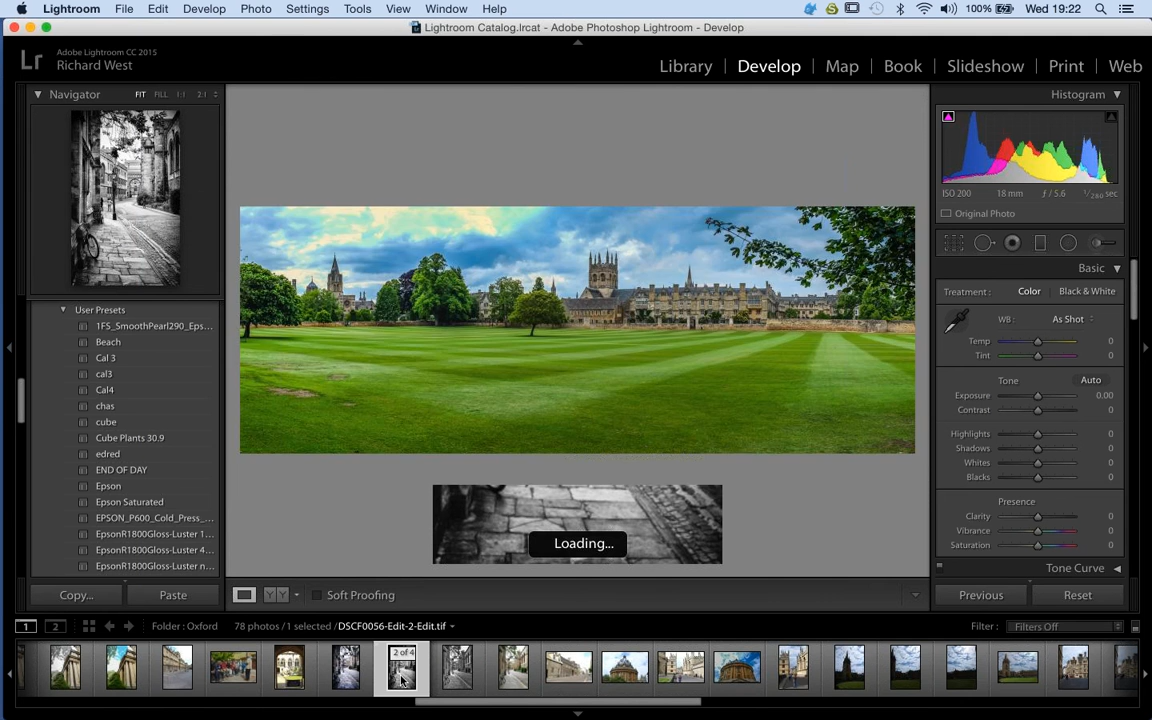 Lightroom File Edit Develop Photo Settings Tools View Window Help 100% Wed 19:22
Lightroom Catalog.lrcat - Adobe Photoshop Lightroom - Develop
Lr Adobe Lightroom CC 2015
Richard West
Library | Develop | Map | Book | Slideshow | Print | Web
Navigator FIT FILL 1:1 2:1
Histogram
ISO 200 18 mm ƒ / 5.6 1/280 sec
Original Photo
Basic
Treatment : Color Black & White
WB : As Shot
Temp 0
Tint 0
Tone Auto
Exposure 0.00
Contrast 0
Highlights 0
Shadows 0
Whites 0
Blacks 0
Presence
Clarity 0
Vibrance 0
Saturation 0
Tone Curve
User Presets
1FS_SmoothPearl290_Eps...
Beach
Cal 3
cal3
Cal4
chas
cube
Cube Plants 30.9
edred
END OF DAY
Epson
Epson Saturated
EPSON_P600_Cold_Press_...
EpsonR1800Gloss-Luster 1...
EpsonR1800Gloss-Luster 4...
EpsonR1800Gloss-Luster n...
Loading...
Copy... Paste
YY Soft Proofing
Previous Reset
1 2 Folder : Oxford 78 photos / 1 selected / DSCF0056-Edit-2-Edit.tif Filter : Filters Off
2 of 4